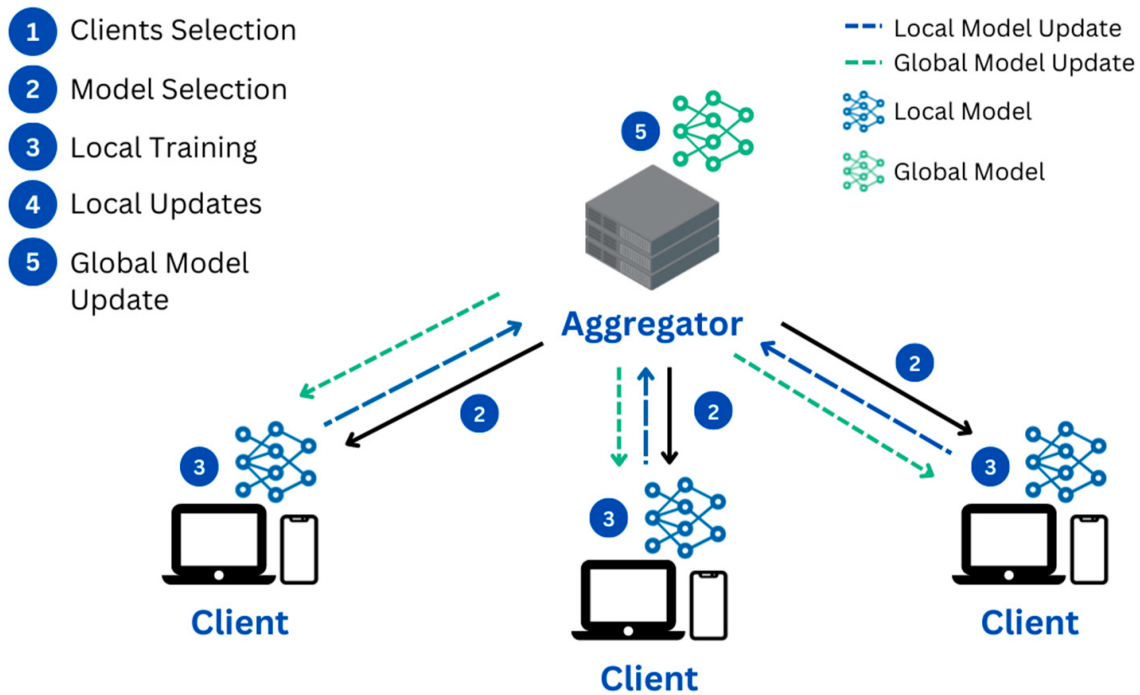 1 Clients Selection
2 Model Selection
3 Local Training
4 Local Updates
5 Global Model
Update
Local Model Update
Global Model Update
Local Model
Global Model
5
Aggregator
2
2
2
3
3
3
Client
Client
Client